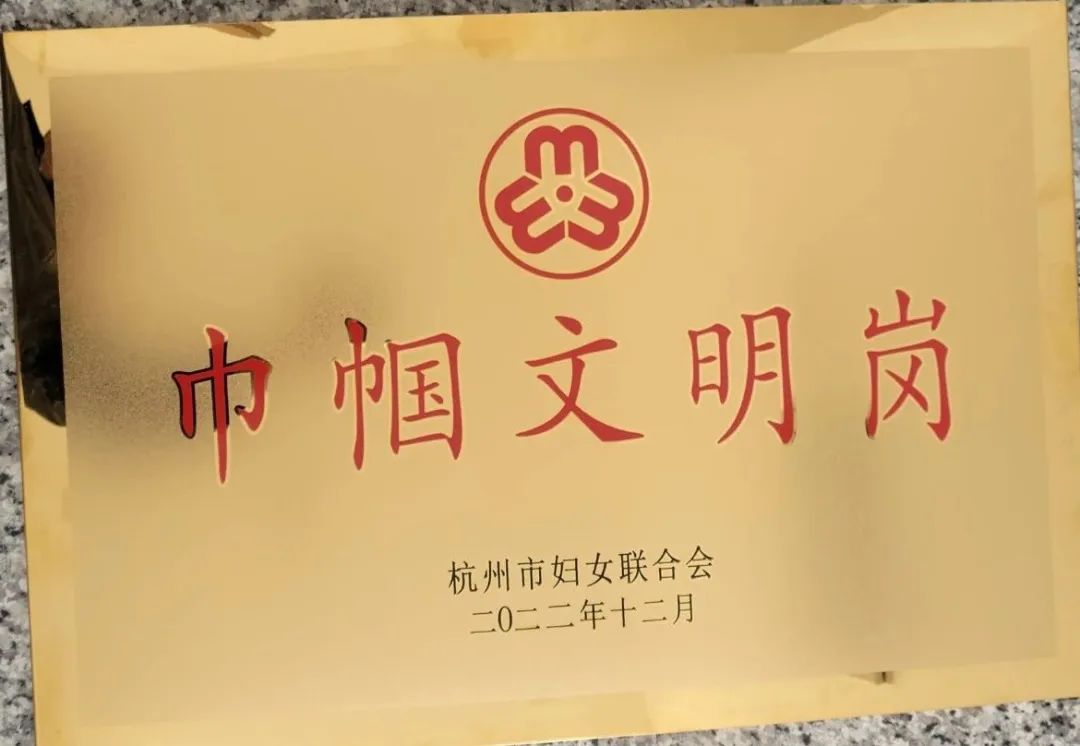 巾帼文明岗
杭州市妇女联合会
二〇二二年十二月